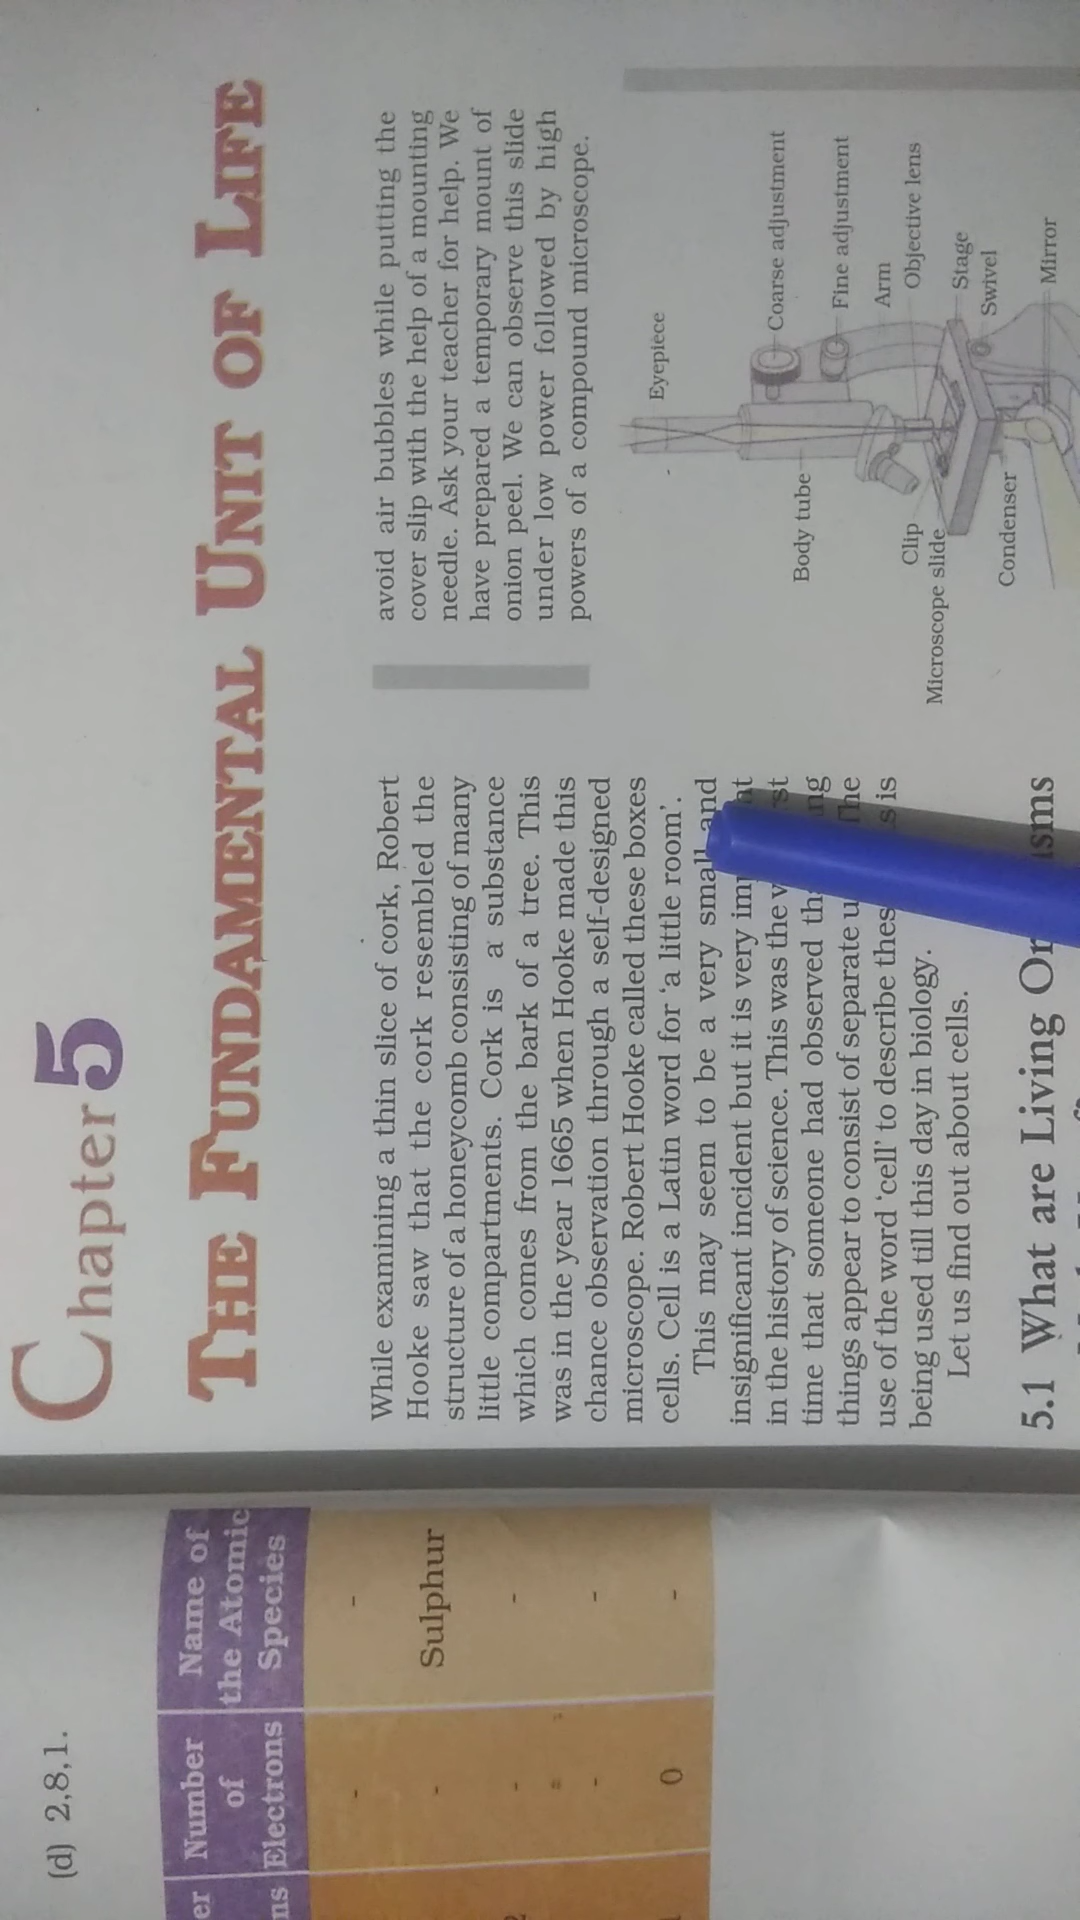 (d) 2,8,1.
er
ns
Number
of
Electrons
Name of
the Atomic
Species
- -
- Sulphur
- -
- -
0 -
Chapter 5
THE FUNDAMENTAL UNIT OF LIFE
While examining a thin slice of cork, Robert
Hooke saw that the cork resembled the
structure of a honeycomb consisting of many
little compartments. Cork is a substance
which comes from the bark of a tree. This
was in the year 1665 when Hooke made this
chance observation through a self-designed
microscope. Robert Hooke called these boxes
cells. Cell is a Latin word for ‘a little room’.
This may seem to be a very small and
insignificant incident but it is very
in the history of science. This was the
time that someone had observed
things appear to consist of separate
use of the word ‘cell’ to describe is
being used till this day in biology.
Let us find out about cells.
5.1 What are Living
avoid air bubbles while putting the
cover slip with the help of a mounting
needle. Ask your teacher for help. We
have prepared a temporary mount of
onion peel. We can observe this slide
under low power followed by high
powers of a compound microscope.
Eyepiece
Coarse adjustment
Body tube
Fine adjustment
Arm
Objective lens
Clip
Microscope slide
Stage
Swivel
Condenser
Mirror